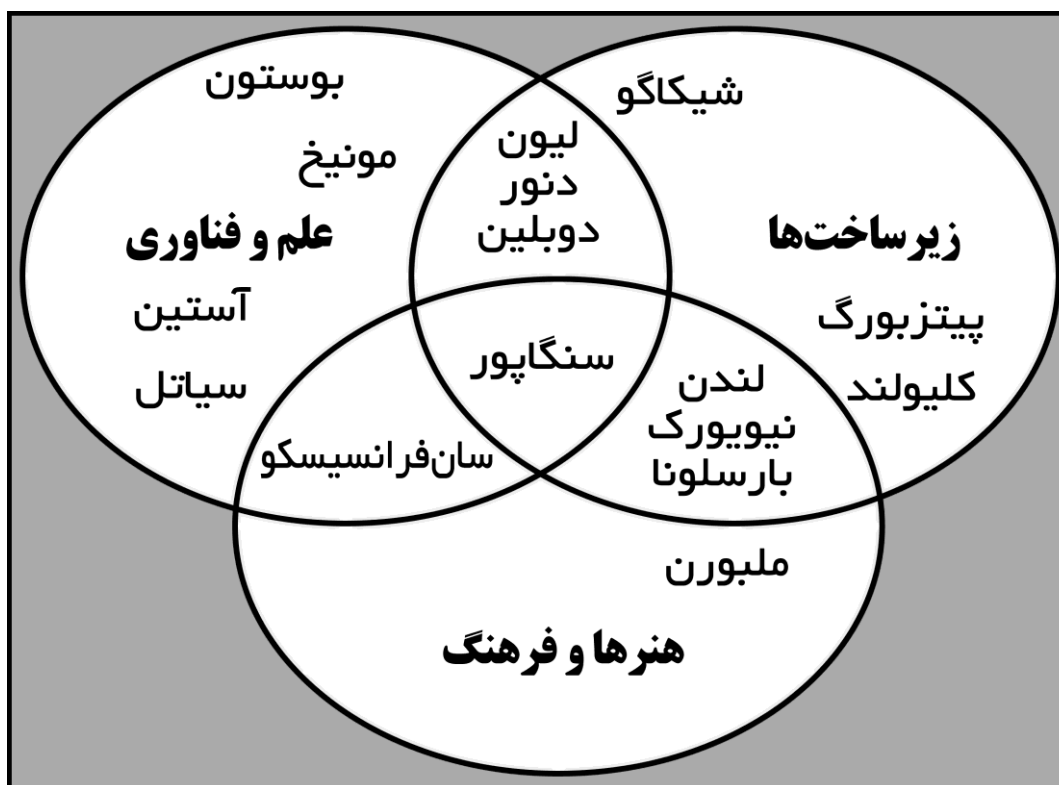 شیکاگو
بوستون
لیون
دنور
دوبلین
مونیخ
زیرساخت‌ها
علم و فناوری
پیتزبورگ
آستین
کلیولند
سیاتل
سنگاپور
لندن
نیویورک
بارسلونا
سان‌فرانسیسکو
ملبورن
هنرها و فرهنگ